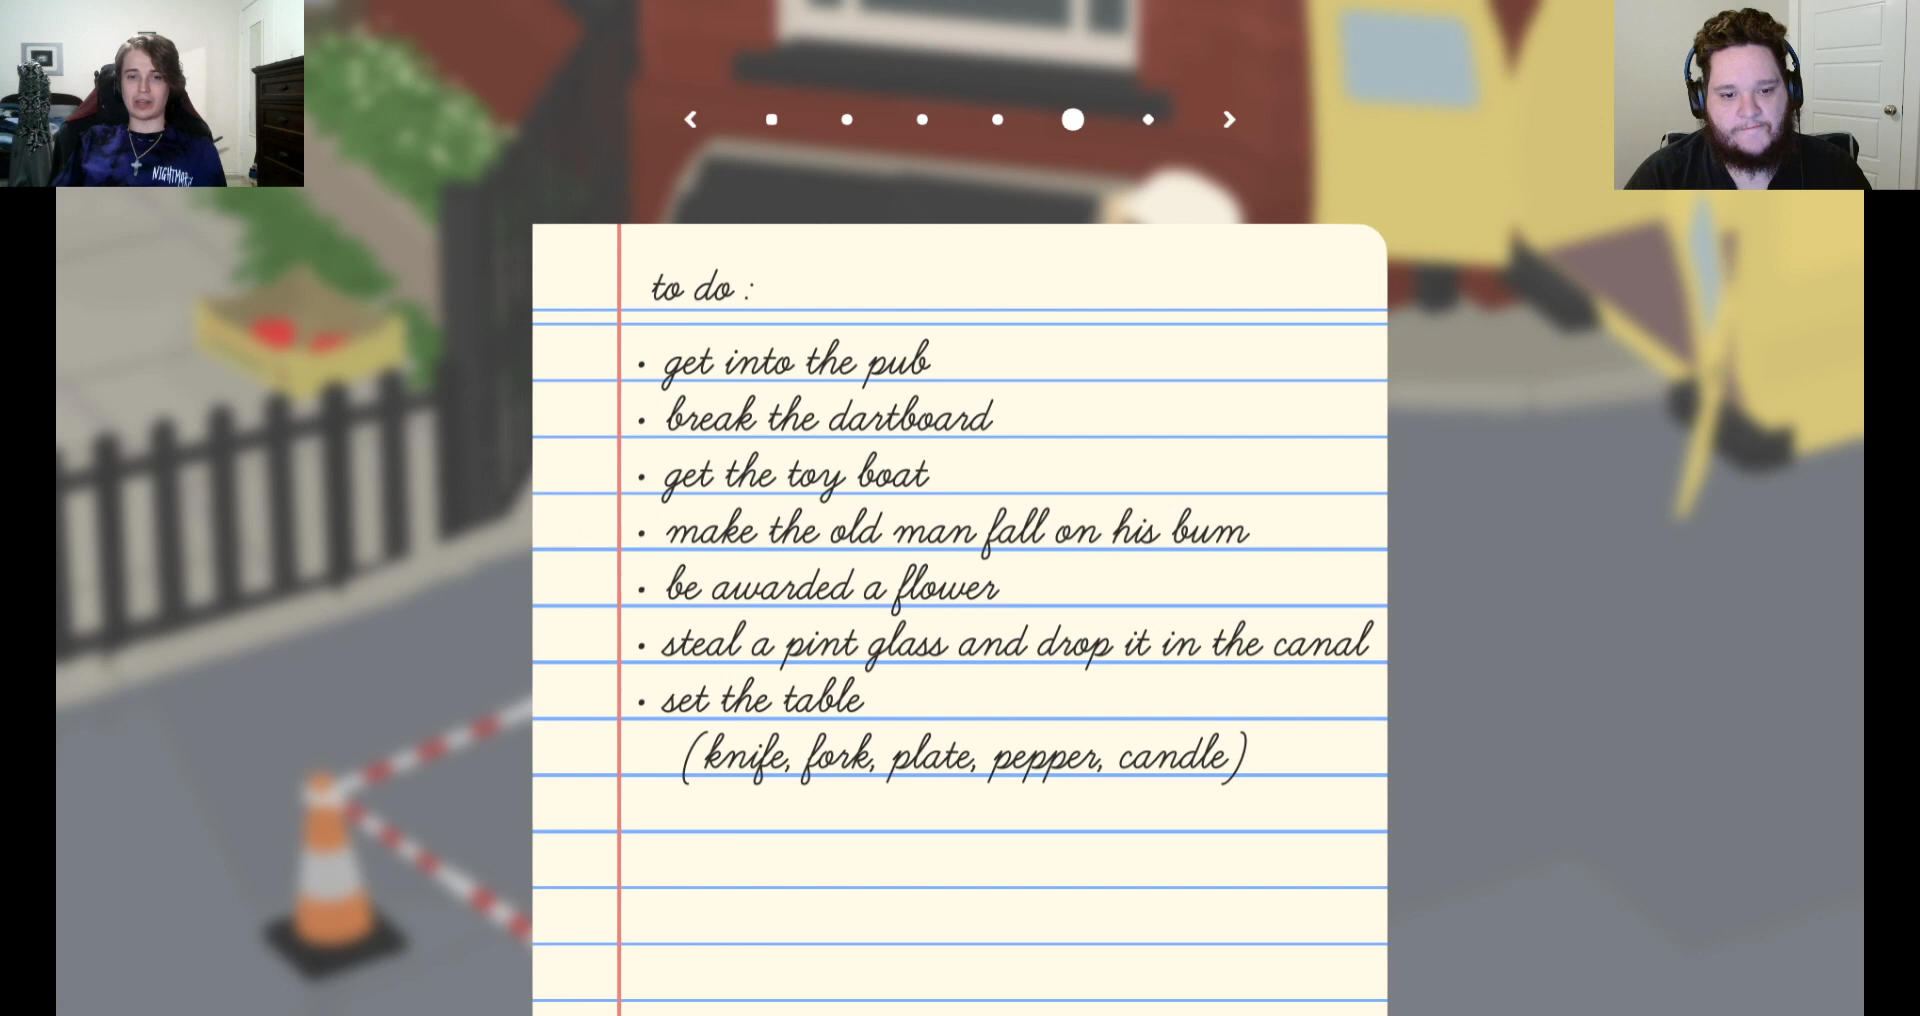 NIGHTMARE
to do :
• get into the pub
• break the dartboard
• get the toy boat
• make the old man fall on his bum
• be awarded a flower
• steal a pint glass and drop it in the canal
• set the table
(knife, fork, plate, pepper, candle)